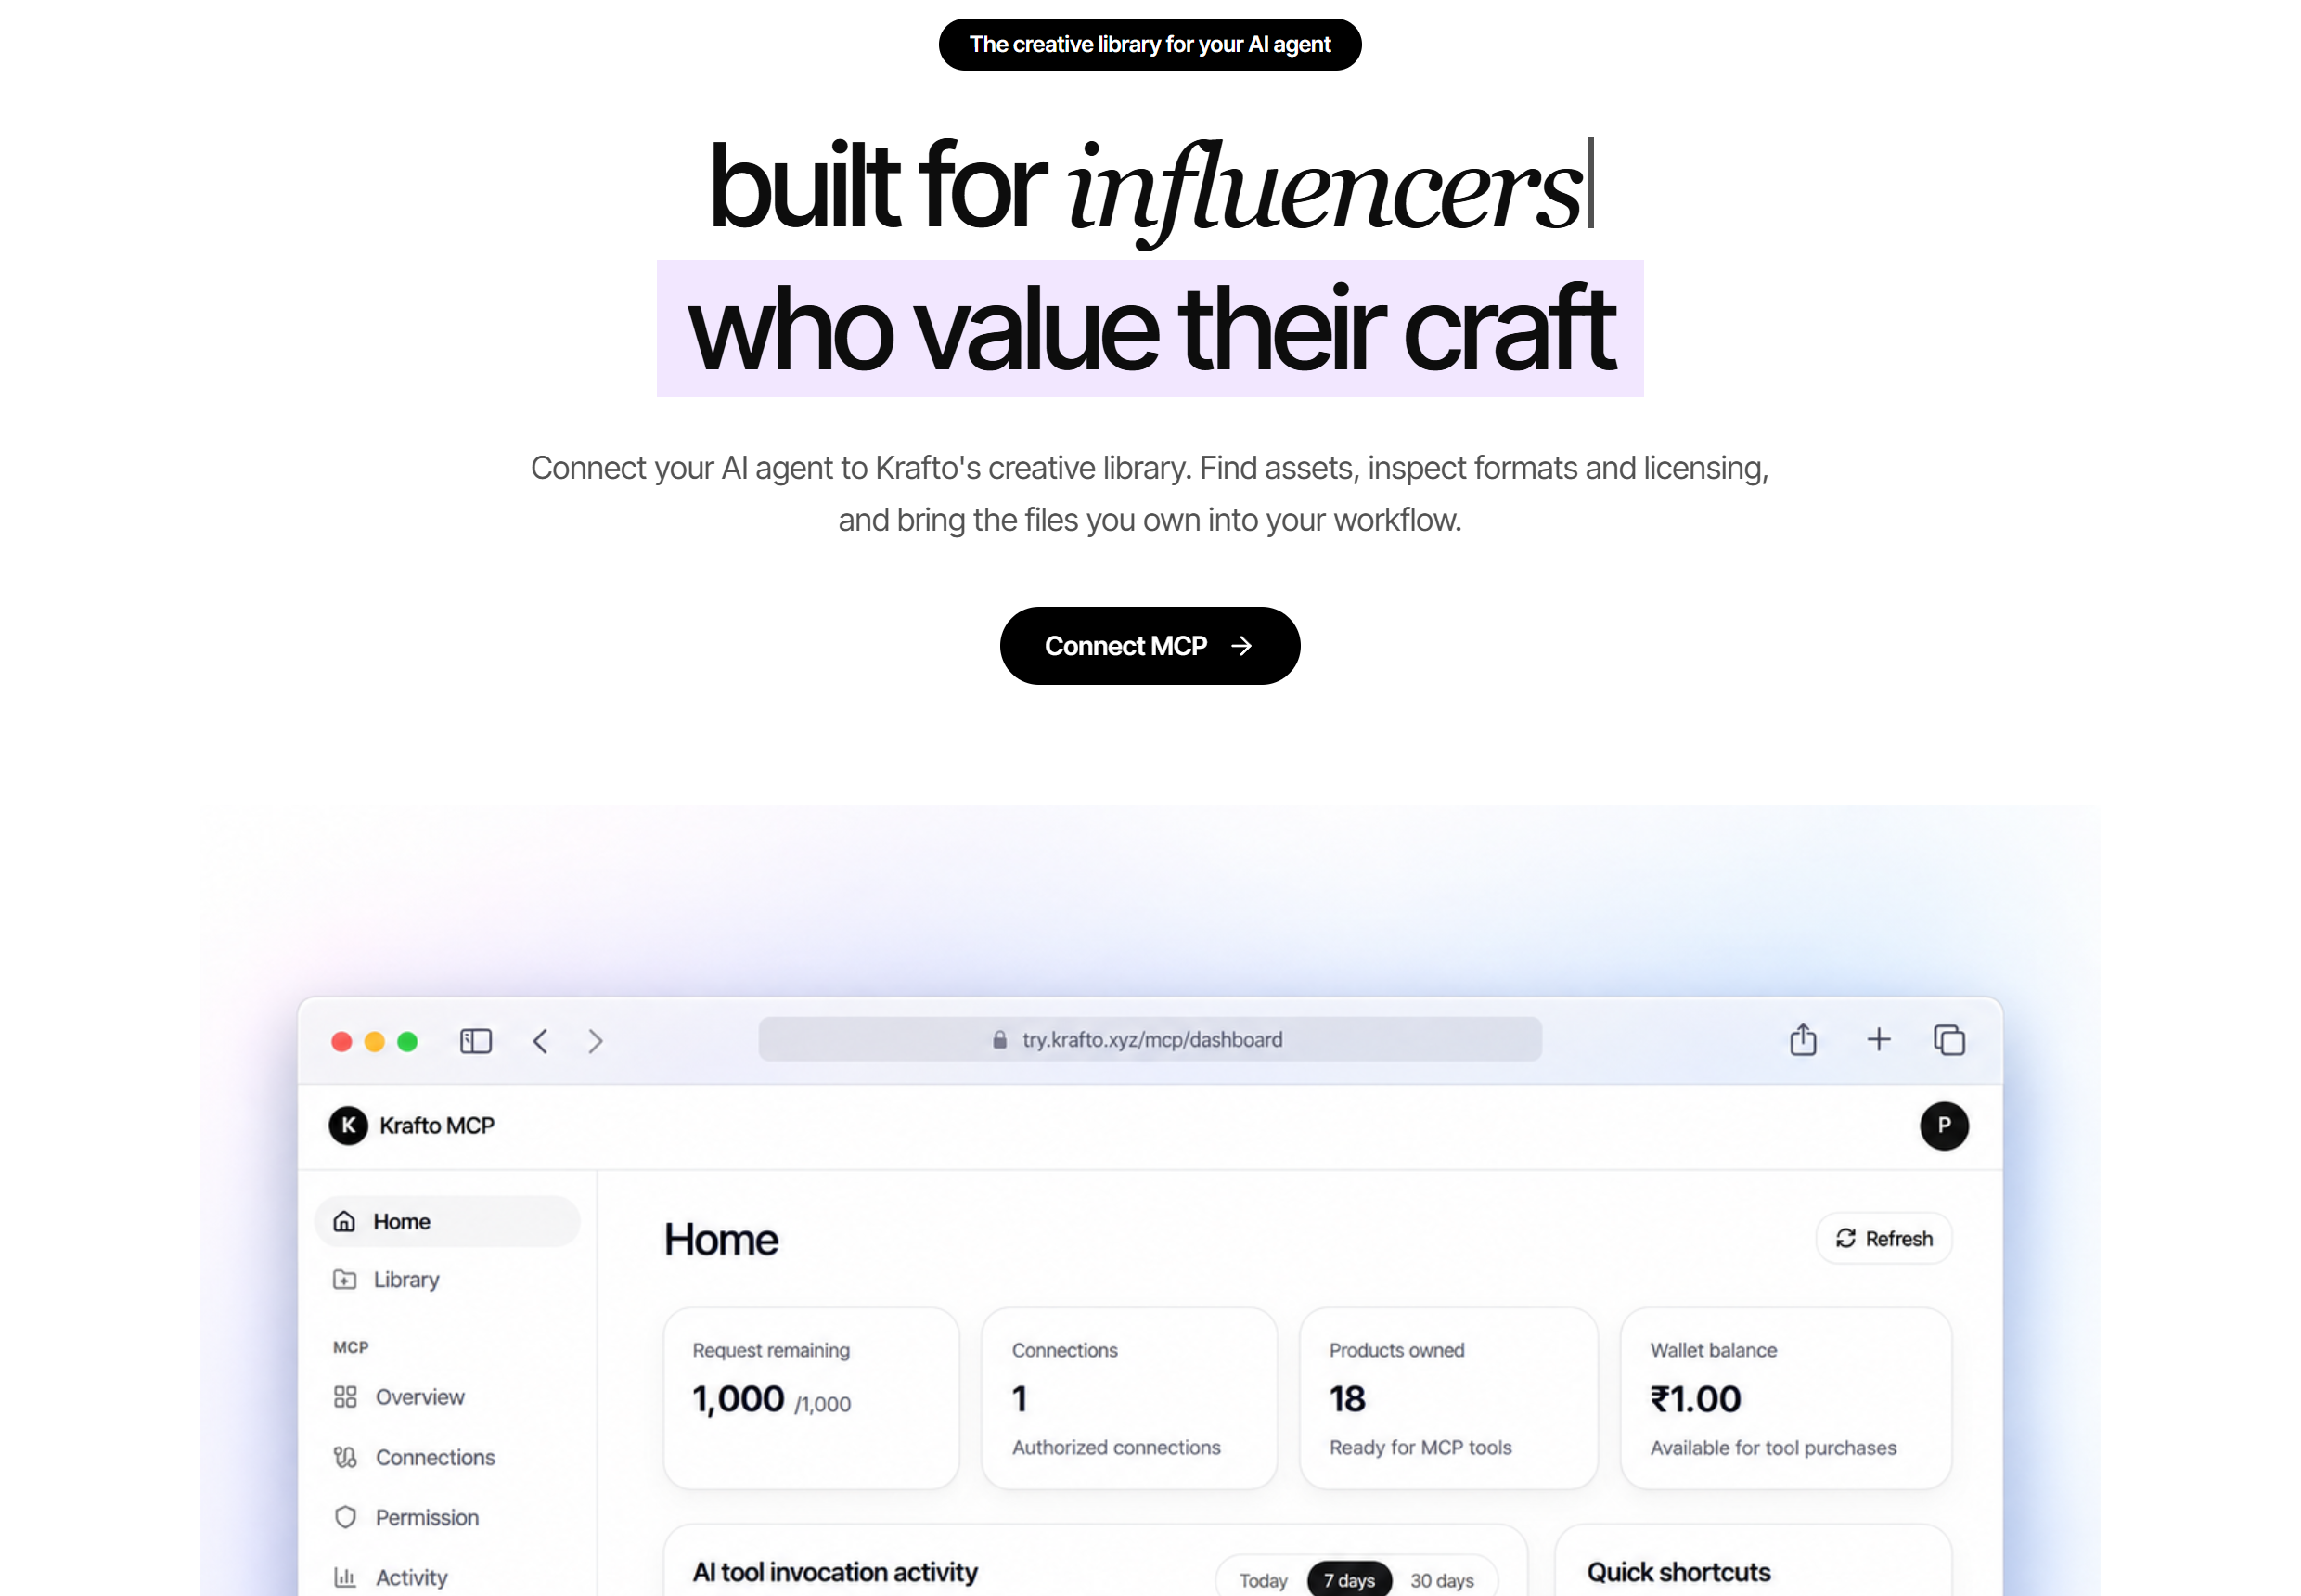 The creative library for your AI agent
built for influencers
who value their craft
Connect your AI agent to Krafto's creative library. Find assets, inspect formats and licensing,
and bring the files you own into your workflow.
Connect MCP
try.krafto.xyz/mcp/dashboard
K Krafto MCP
P
Home
Library
MCP
Overview
Connections
Permission
Activity
Home
Refresh
Request remaining
1,000 /1,000
Connections
1
Authorized connections
Products owned
18
Ready for MCP tools
Wallet balance
₹1.00
Available for tool purchases
AI tool invocation activity
Today 7 days 30 days
Quick shortcuts